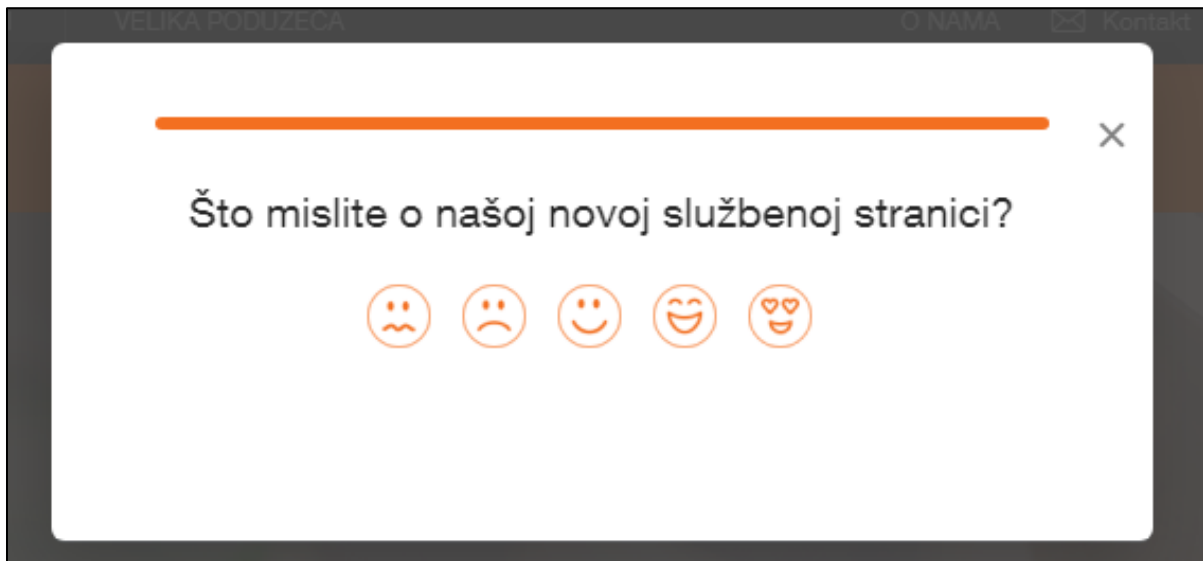 VELIKA PODUZEĆA
O NAMA
Kontakt
Što mislite o našoj novoj službenoj stranici?